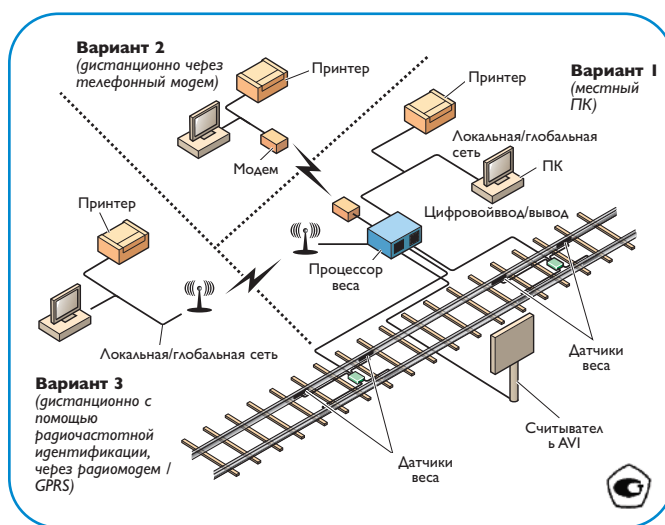 Вариант 2
(дистанционно через
телефонный модем)
Принтер
Модем
Принтер
Вариант 1
(местный
ПК)
Локальная/глобальная
сеть
ПК
Цифровойввод/вывод
Принтер
Процессор
веса
Локальная/глобальная сеть
Датчики
веса
Вариант 3
(дистанционно с
помощью
радиочастотной
идентификации,
через радиомодем /
GPRS)
Считывател
ь AVI
Датчики
веса